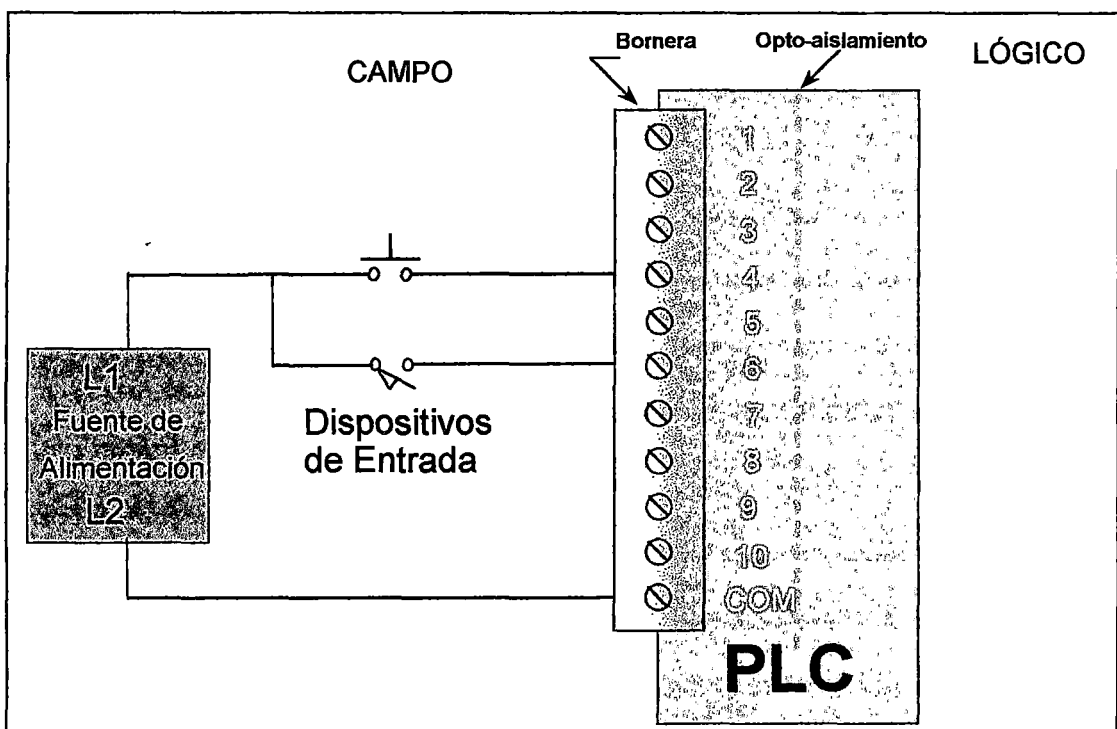 Bornera
Opto-aislamiento
LÓGICO
CAMPO
1
2
3
4
5
6
7
8
9
10
COM
PLC
L1
Fuente de
Alimentación
L2
Dispositivos
de Entrada